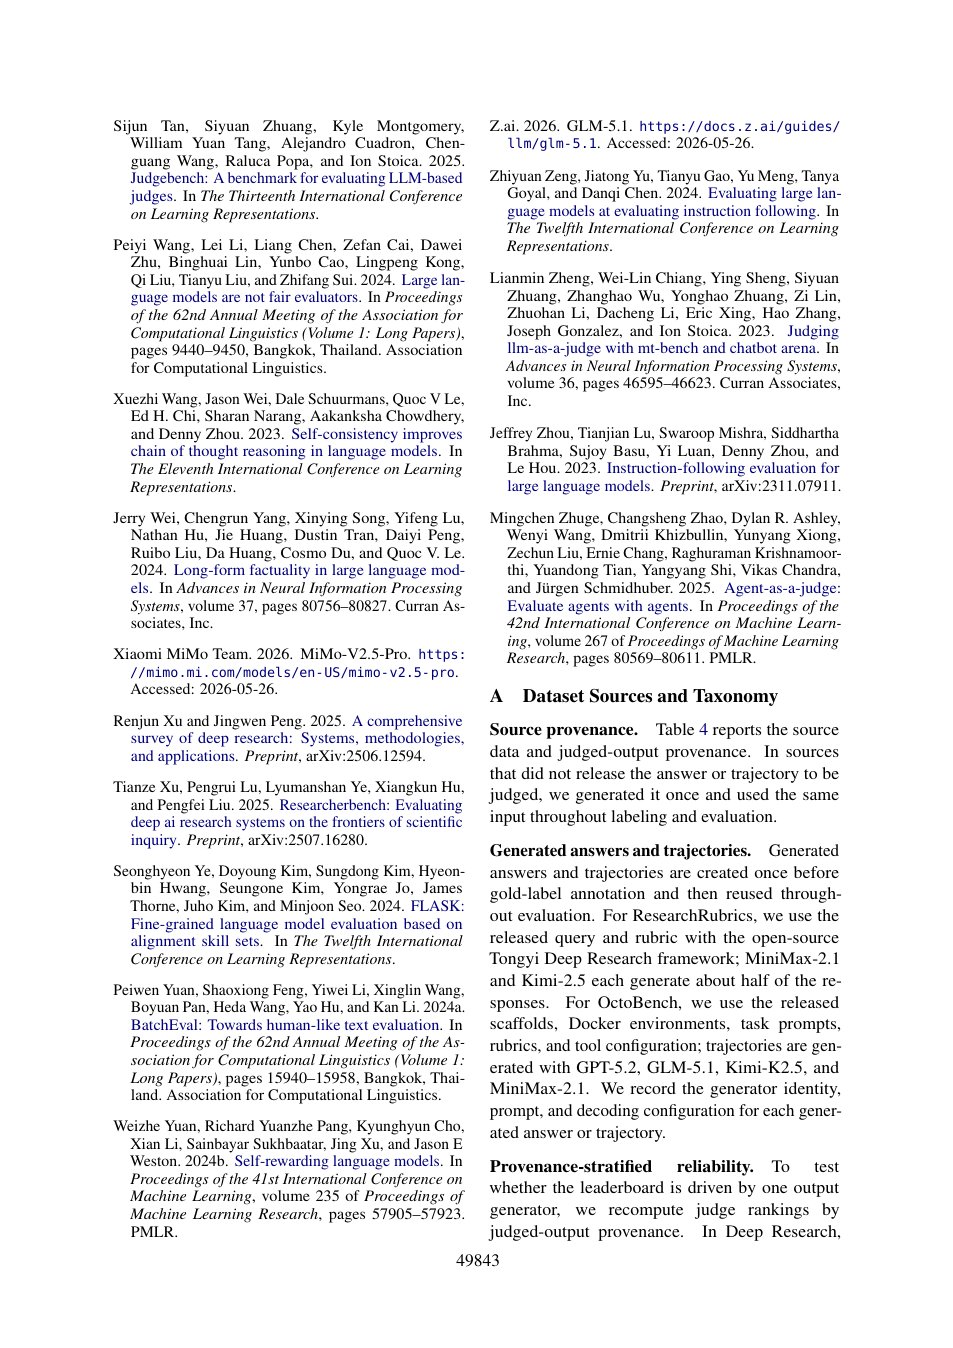 Sijun Tan, Siyuan Zhuang, Kyle Montgomery,
William Yuan Tang, Alejandro Cuadron, Chen-
guang Wang, Raluca Popa, and Ion Stoica. 2025.
Judgebench: A benchmark for evaluating LLM-based
judges. In The Thirteenth International Conference
on Learning Representations.
Peiyi Wang, Lei Li, Liang Chen, Zefan Cai, Dawei
Zhu, Binghuai Lin, Yunbo Cao, Lingpeng Kong,
Qi Liu, Tianyu Liu, and Zhifang Sui. 2024. Large lan-
guage models are not fair evaluators. In Proceedings
of the 62nd Annual Meeting of the Association for
Computational Linguistics (Volume 1: Long Papers),
pages 9440–9450, Bangkok, Thailand. Association
for Computational Linguistics.
Xuezhi Wang, Jason Wei, Dale Schuurmans, Quoc V Le,
Ed H. Chi, Sharan Narang, Aakanksha Chowdhery,
and Denny Zhou. 2023. Self-consistency improves
chain of thought reasoning in language models. In
The Eleventh International Conference on Learning
Representations.
Jerry Wei, Chengrun Yang, Xinying Song, Yifeng Lu,
Nathan Hu, Jie Huang, Dustin Tran, Daiyi Peng,
Ruibo Liu, Da Huang, Cosmo Du, and Quoc V. Le.
2024. Long-form factuality in large language mod-
els. In Advances in Neural Information Processing
Systems, volume 37, pages 80756–80827. Curran As-
sociates, Inc.
Xiaomi MiMo Team. 2026. MiMo-V2.5-Pro. https:
//mimo.mi.com/models/en-US/mimo-v2.5-pro.
Accessed: 2026-05-26.
Renjun Xu and Jingwen Peng. 2025. A comprehensive
survey of deep research: Systems, methodologies,
and applications. Preprint, arXiv:2506.12594.
Tianze Xu, Pengrui Lu, Lyumanshan Ye, Xiangkun Hu,
and Pengfei Liu. 2025. Researcherbench: Evaluating
deep ai research systems on the frontiers of scientific
inquiry. Preprint, arXiv:2507.16280.
Seonghyeon Ye, Doyoung Kim, Sungdong Kim, Hyeon-
bin Hwang, Seungone Kim, Yongrae Jo, James
Thorne, Juho Kim, and Minjoon Seo. 2024. FLASK:
Fine-grained language model evaluation based on
alignment skill sets. In The Twelfth International
Conference on Learning Representations.
Peiwen Yuan, Shaoxiong Feng, Yiwei Li, Xinglin Wang,
Boyuan Pan, Heda Wang, Yao Hu, and Kan Li. 2024a.
BatchEval: Towards human-like text evaluation. In
Proceedings of the 62nd Annual Meeting of the As-
sociation for Computational Linguistics (Volume 1:
Long Papers), pages 15940–15958, Bangkok, Thai-
land. Association for Computational Linguistics.
Weizhe Yuan, Richard Yuanzhe Pang, Kyunghyun Cho,
Xian Li, Sainbayar Sukhbaatar, Jing Xu, and Jason E
Weston. 2024b. Self-rewarding language models. In
Proceedings of the 41st International Conference on
Machine Learning, volume 235 of Proceedings of
Machine Learning Research, pages 57905–57923.
PMLR.
Z.ai. 2026. GLM-5.1. https://docs.z.ai/guides/
llm/glm-5.1. Accessed: 2026-05-26.
Zhiyuan Zeng, Jiatong Yu, Tianyu Gao, Yu Meng, Tanya
Goyal, and Danqi Chen. 2024. Evaluating large lan-
guage models at evaluating instruction following. In
The Twelfth International Conference on Learning
Representations.
Lianmin Zheng, Wei-Lin Chiang, Ying Sheng, Siyuan
Zhuang, Zhanghao Wu, Yonghao Zhuang, Zi Lin,
Zhuohan Li, Dacheng Li, Eric Xing, Hao Zhang,
Joseph Gonzalez, and Ion Stoica. 2023. Judging
llm-as-a-judge with mt-bench and chatbot arena. In
Advances in Neural Information Processing Systems,
volume 36, pages 46595–46623. Curran Associates,
Inc.
Jeffrey Zhou, Tianjian Lu, Swaroop Mishra, Siddhartha
Brahma, Sujoy Basu, Yi Luan, Denny Zhou, and
Le Hou. 2023. Instruction-following evaluation for
large language models. Preprint, arXiv:2311.07911.
Mingchen Zhuge, Changsheng Zhao, Dylan R. Ashley,
Wenyi Wang, Dmitrii Khizbullin, Yunyang Xiong,
Zechun Liu, Ernie Chang, Raghuraman Krishnamoor-
thi, Yuandong Tian, Yangyang Shi, Vikas Chandra,
and Jürgen Schmidhuber. 2025. Agent-as-a-judge:
Evaluate agents with agents. In Proceedings of the
42nd International Conference on Machine Learn-
ing, volume 267 of Proceedings of Machine Learning
Research, pages 80569–80611. PMLR.
A Dataset Sources and Taxonomy
Source provenance. Table 4 reports the source
data and judged-output provenance. In sources
that did not release the answer or trajectory to be
judged, we generated it once and used the same
input throughout labeling and evaluation.
Generated answers and trajectories. Generated
answers and trajectories are created once before
gold-label annotation and then reused through-
out evaluation. For ResearchRubrics, we use the
released query and rubric with the open-source
Tongyi Deep Research framework; MiniMax-2.1
and Kimi-2.5 each generate about half of the re-
sponses. For OctoBench, we use the released
scaffolds, Docker environments, task prompts,
rubrics, and tool configuration; trajectories are gen-
erated with GPT-5.2, GLM-5.1, Kimi-K2.5, and
MiniMax-2.1. We record the generator identity,
prompt, and decoding configuration for each gener-
ated answer or trajectory.
Provenance-stratified reliability. To test
whether the leaderboard is driven by one output
generator, we recompute judge rankings by
judged-output provenance. In Deep Research,
49843